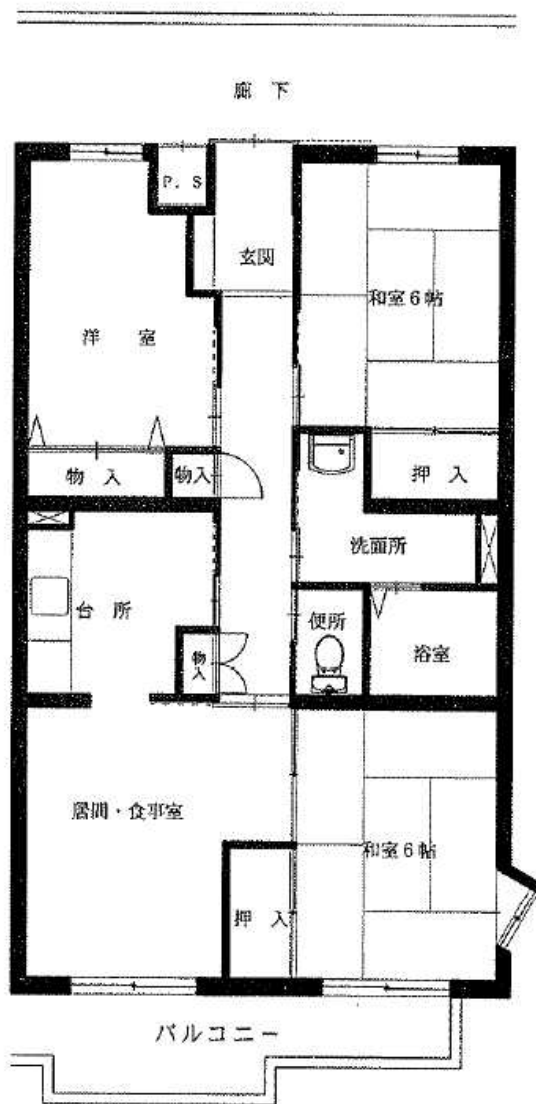 廊下
P.S
玄関
和室6帖
洋室
物入
物入
押入
洗面所
台所
便所
浴室
物入
居間・食事室
和室6帖
押入
バルコニー